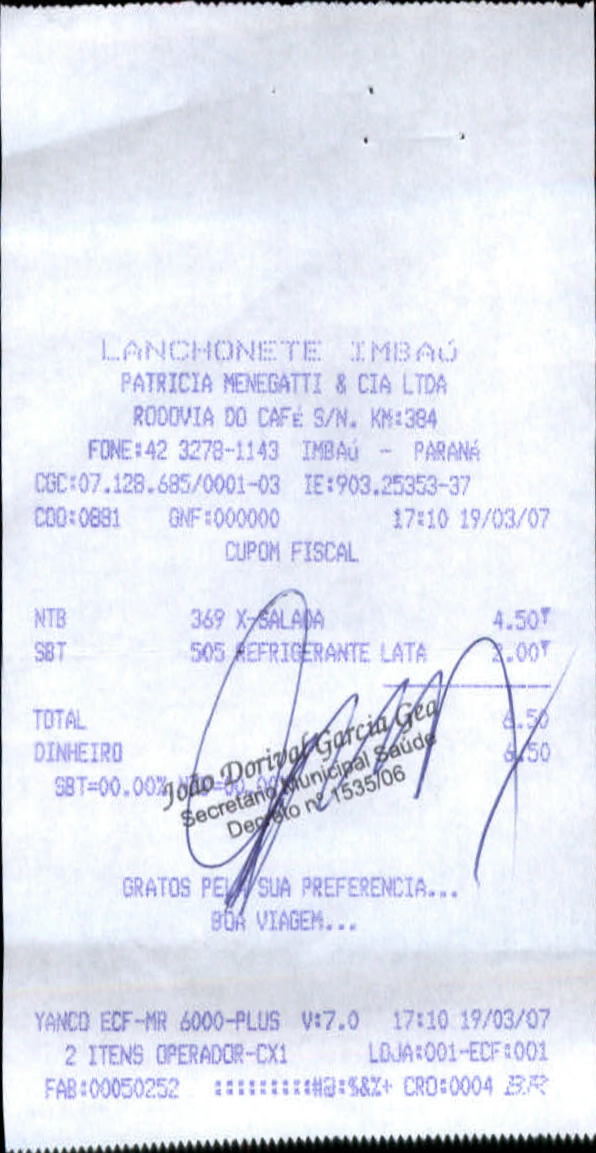 LANCHONETE IMBAú
PATRICIA MENEGATTI & CIA LTDA
RODOVIA DO CAFé S/N. KM:384
FONE:42 3278-1143 IMBAú - PARANÁ
CGC:07.128.685/0001-03 IE:903.25353-37
COO:0881 GNF:000000 17:10 19/03/07
CUPOM FISCAL
NTB 369 X-SALADA 4.50T
SBT 505 REFRIGERANTE LATA 2.00T
TOTAL 6.50
DINHEIRO 6.50
SBT=00.00%
João Dorival Garcia Gea
Secretário Municipal Saúde
Decreto nº 1535/06
GRATOS PELA SUA PREFERENCIA...
BOA VIAGEM...
YANCO ECF-MR 6000-PLUS V:7.0 17:10 19/03/07
2 ITENS OPERADOR-CX1 LOJA:001-ECF:001
FAB:00050252 :::::::::#@:%&%+ CRO:0004 BR